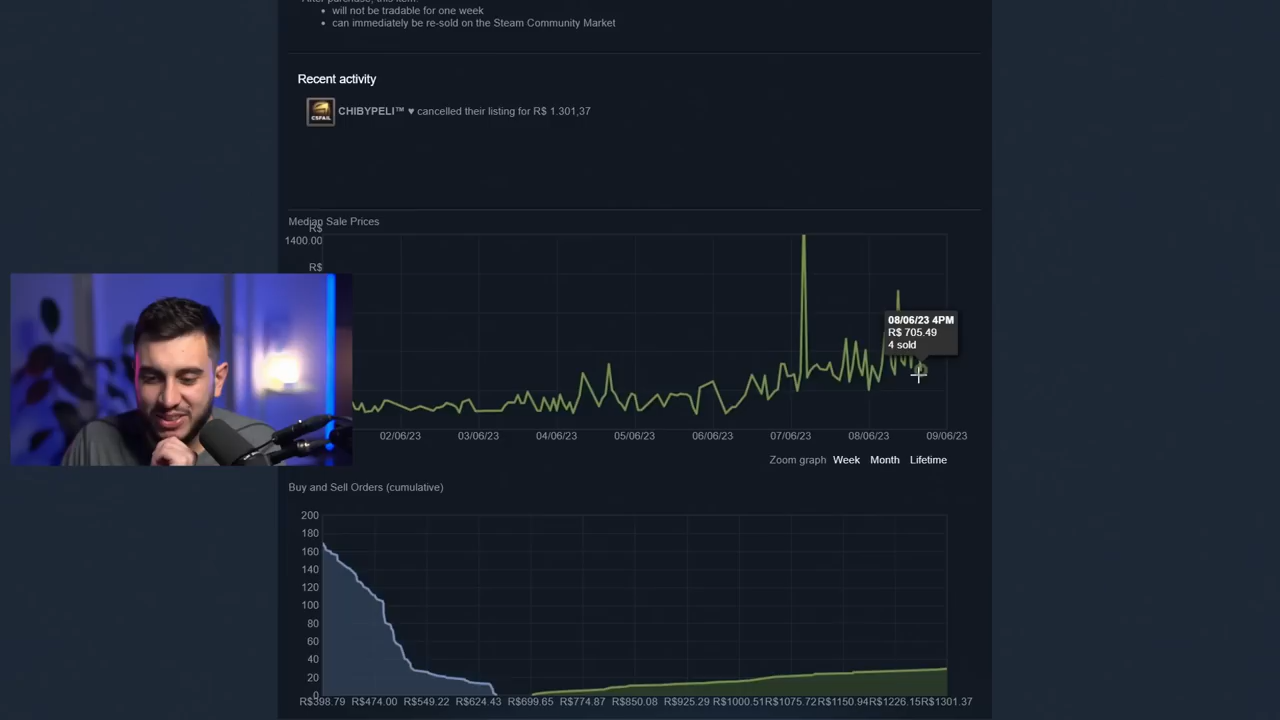 After purchase, this item:
will not be tradable for one week
can immediately be re-sold on the Steam Community Market
Recent activity
CSFAIL
CHIBYPELI™ ♥ cancelled their listing for R$ 1.301,37
Median Sale Prices
R$
1400.00
R$
08/06/23 4PM
R$ 705.49
4 sold
02/06/23 03/06/23 04/06/23 05/06/23 06/06/23 07/06/23 08/06/23 09/06/23
Zoom graph Week Month Lifetime
Buy and Sell Orders (cumulative)
200
180
160
140
120
100
80
60
40
20
0
R$398.79 R$474.00 R$549.22 R$624.43 R$699.65 R$774.87 R$850.08 R$925.29 R$1000.51 R$1075.72 R$1150.94 R$1226.15 R$1301.37